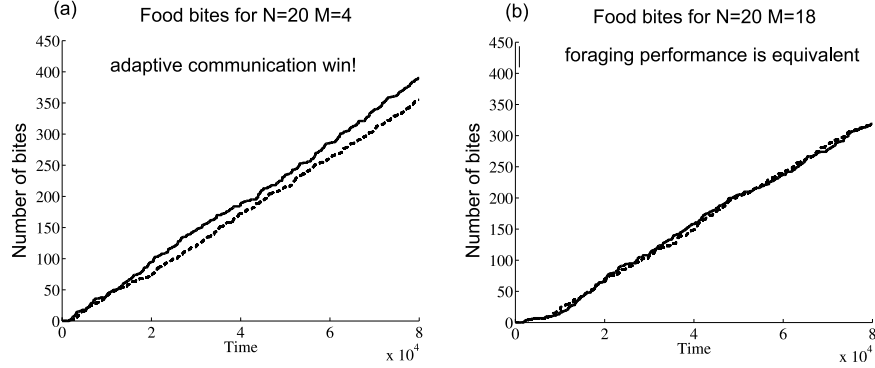 (a)
Food bites for N=20 M=4
adaptive communication win!
Number of bites
450
400
350
300
250
200
150
100
50
0
0
2
4
6
8
Time
x 10^4
(b)
Food bites for N=20 M=18
foraging performance is equivalent
Number of bites
450
400
350
300
250
200
150
100
50
0
0
2
4
6
8
Time
x 10^4